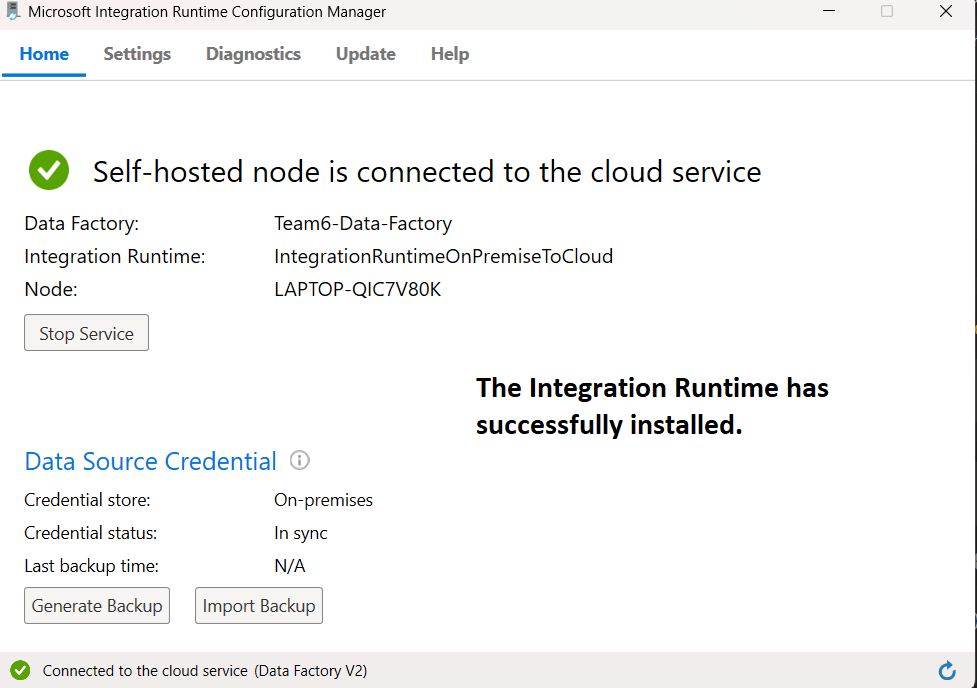 Microsoft Integration Runtime Configuration Manager
Home Settings Diagnostics Update Help
Self-hosted node is connected to the cloud service
Data Factory: Team6-Data-Factory
Integration Runtime: IntegrationRuntimeOnPremiseToCloud
Node: LAPTOP-QIC7V80K
Stop Service
The Integration Runtime has
successfully installed.
Data Source Credential
Credential store: On-premises
Credential status: In sync
Last backup time: N/A
Generate Backup Import Backup
Connected to the cloud service (Data Factory V2)